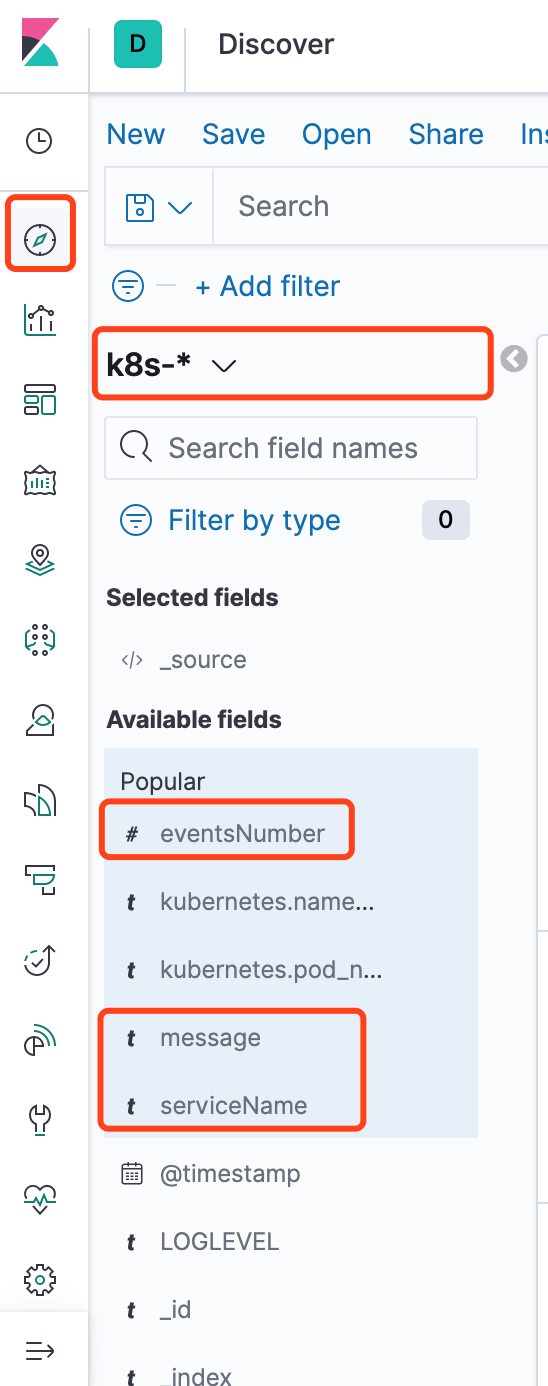 D Discover
New Save Open Share Ins
Search
+ Add filter
k8s-*
Search field names
Filter by type 0
Selected fields
</> _source
Available fields
Popular
# eventsNumber
t kubernetes.name...
t kubernetes.pod_n...
t message
t serviceName
@timestamp
t LOGLEVEL
t _id
t _index